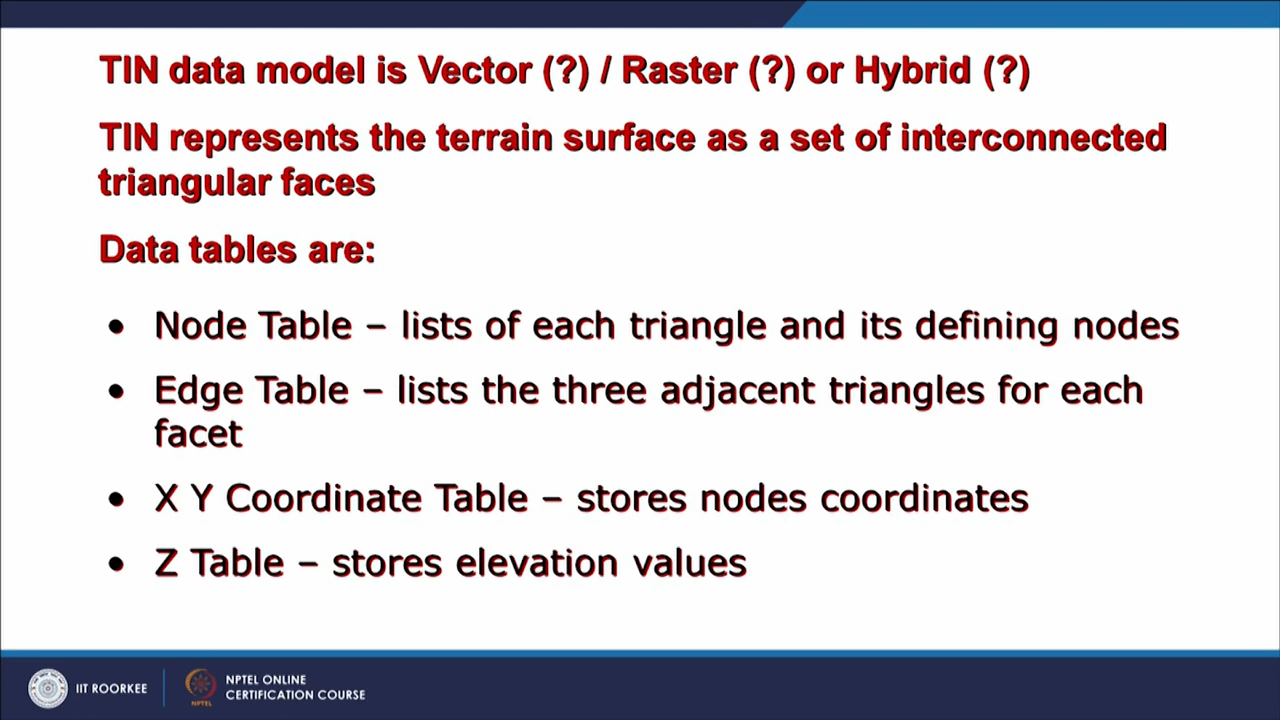 TIN data model is Vector (?) / Raster (?) or Hybrid (?)
TIN represents the terrain surface as a set of interconnected
triangular faces
Data tables are:
• Node Table – lists of each triangle and its defining nodes
• Edge Table – lists the three adjacent triangles for each
facet
• X Y Coordinate Table – stores nodes coordinates
• Z Table – stores elevation values
IIT ROORKEE
NPTEL
NPTEL ONLINE
CERTIFICATION COURSE